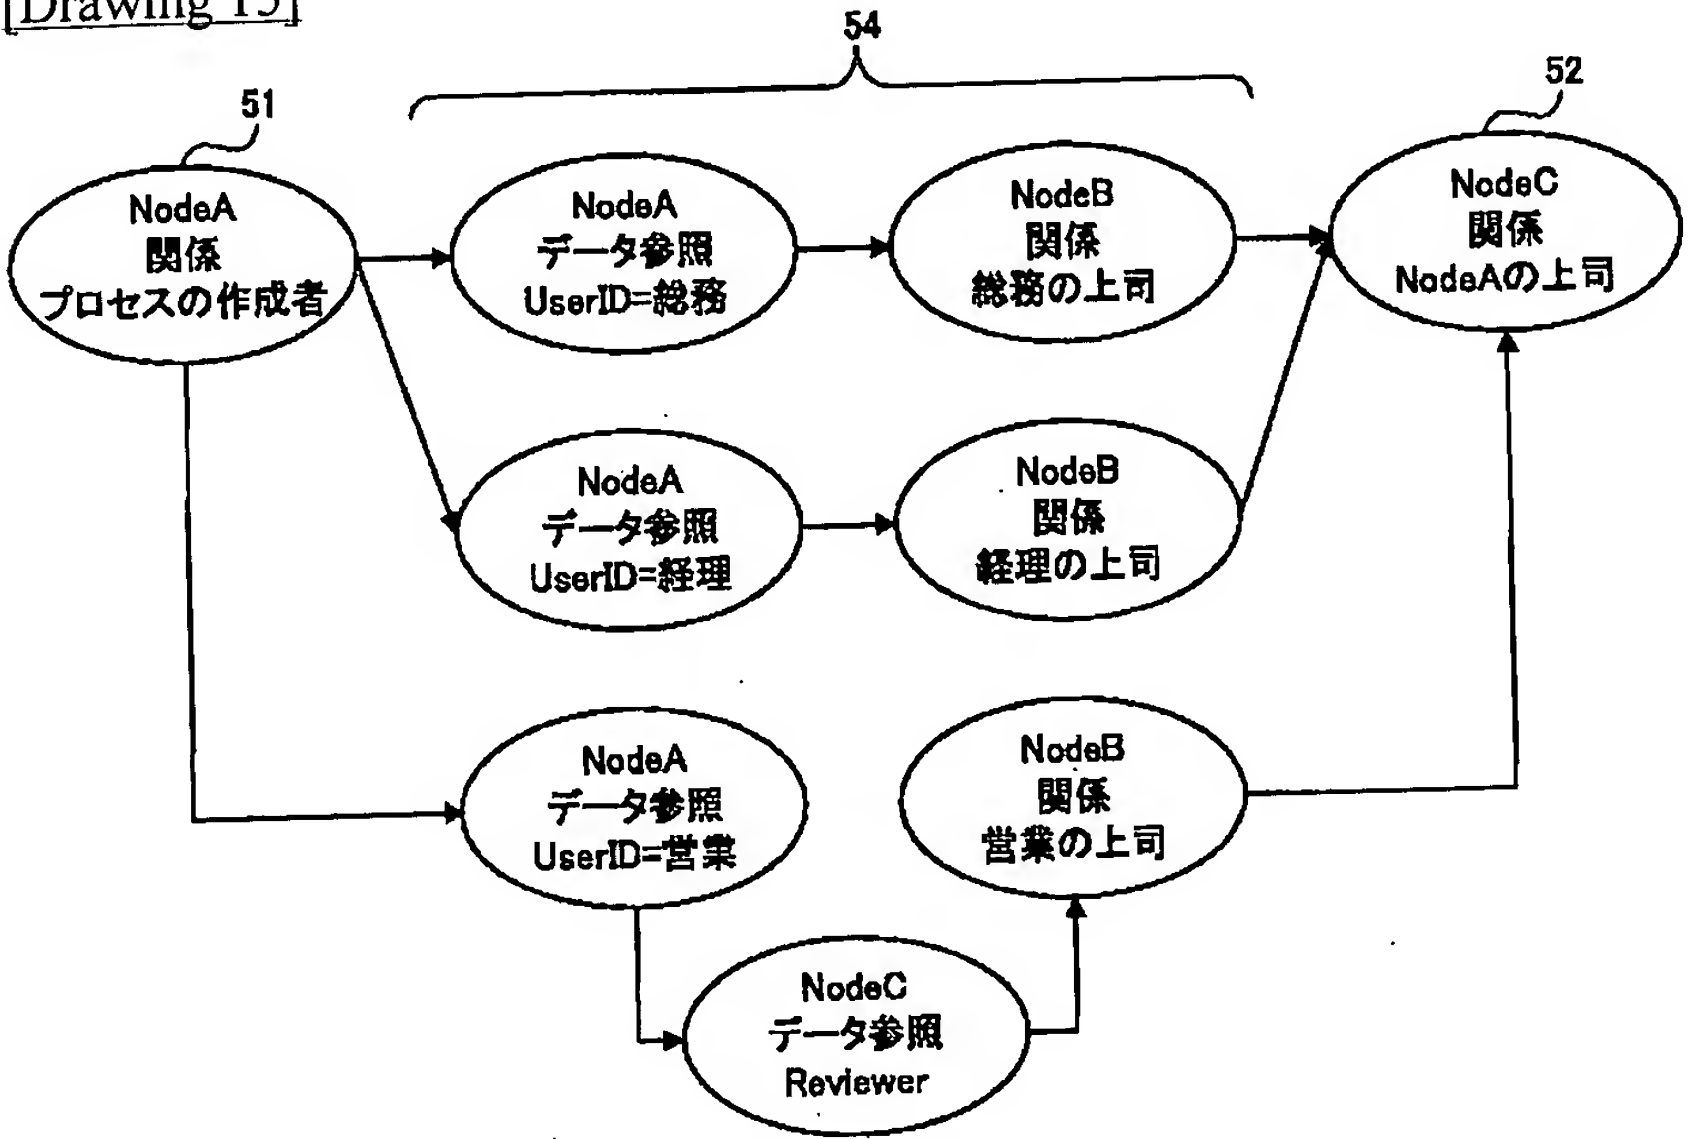 [Drawing 15]
54
51
52
NodeA
関係
プロセスの作成者
NodeA
データ参照
UserID=総務
NodeB
関係
総務の上司
NodeC
関係
NodeAの上司
NodeA
データ参照
UserID=経理
NodeB
関係
経理の上司
NodeA
データ参照
UserID=営業
NodeB
関係
営業の上司
NodeC
データ参照
Reviewer